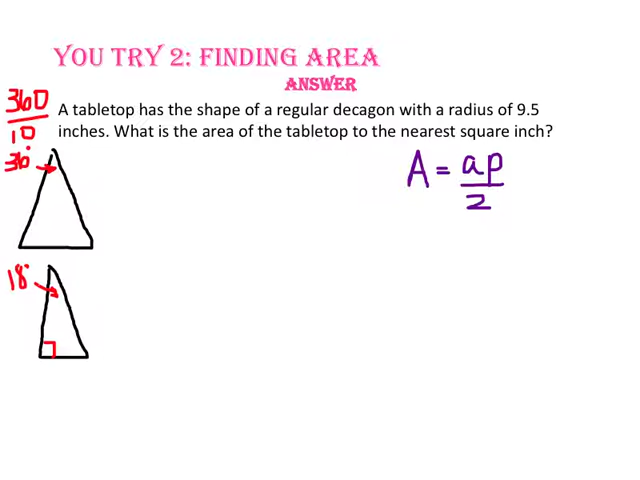 YOU TRY 2: FINDING AREA
ANSWER
360
10
A tabletop has the shape of a regular decagon with a radius of 9.5
inches. What is the area of the tabletop to the nearest square inch?
36°
A = ap
2
18°